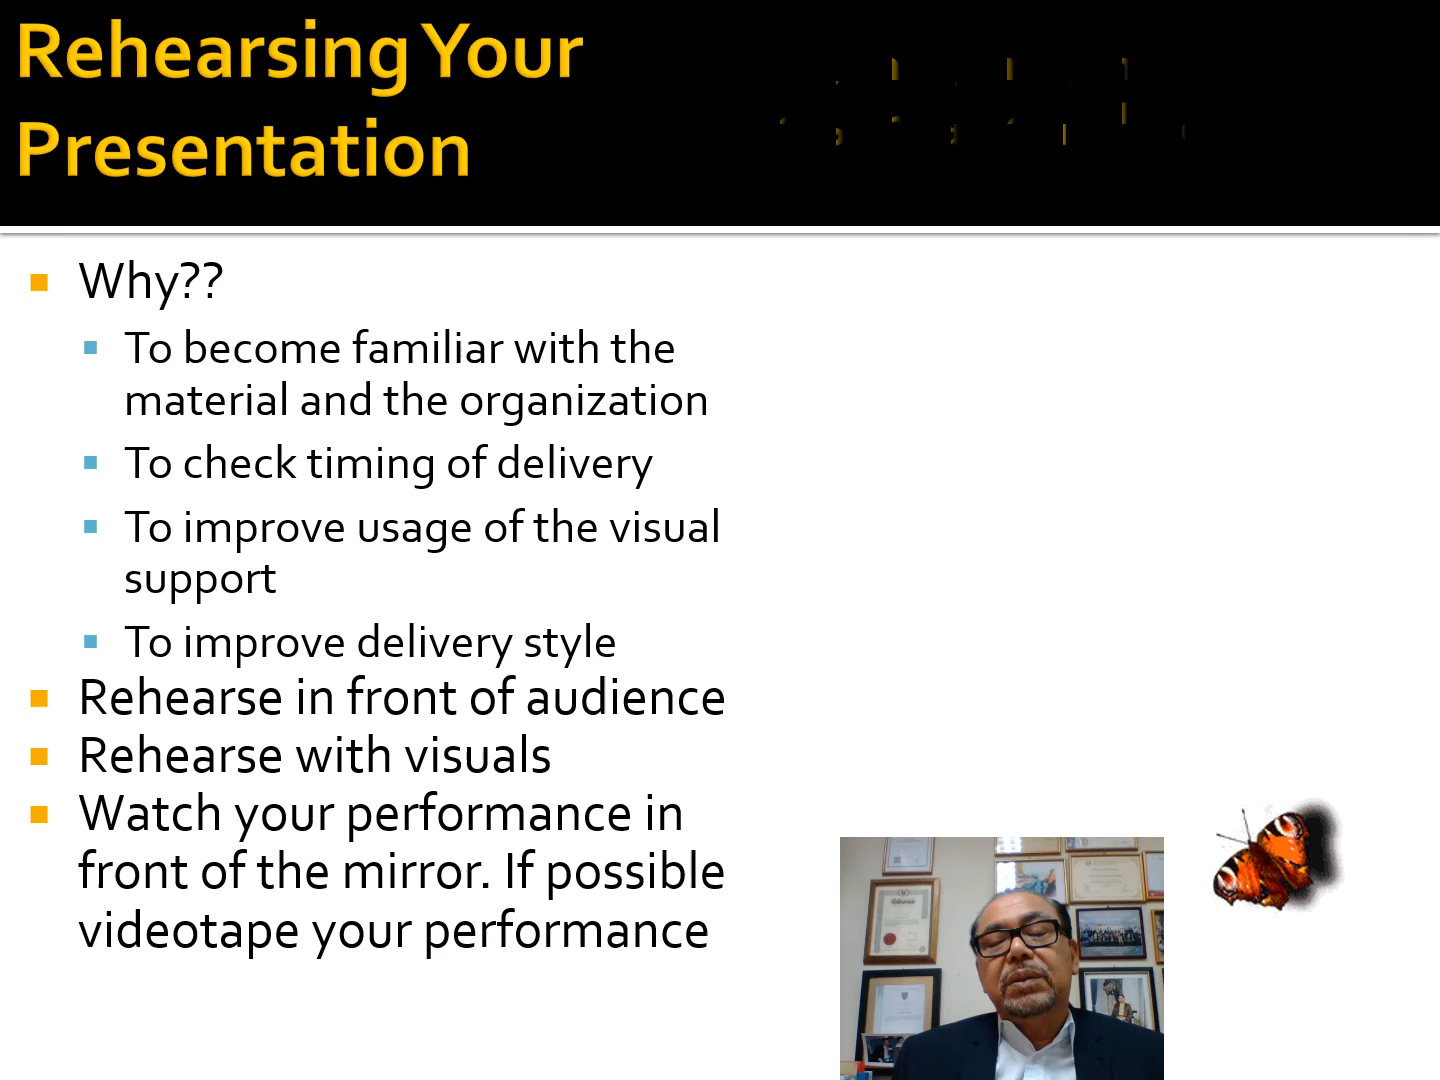 Rehearsing Your
Presentation
Why??
To become familiar with the
material and the organization
To check timing of delivery
To improve usage of the visual
support
To improve delivery style
Rehearse in front of audience
Rehearse with visuals
Watch your performance in
front of the mirror. If possible
videotape your performance